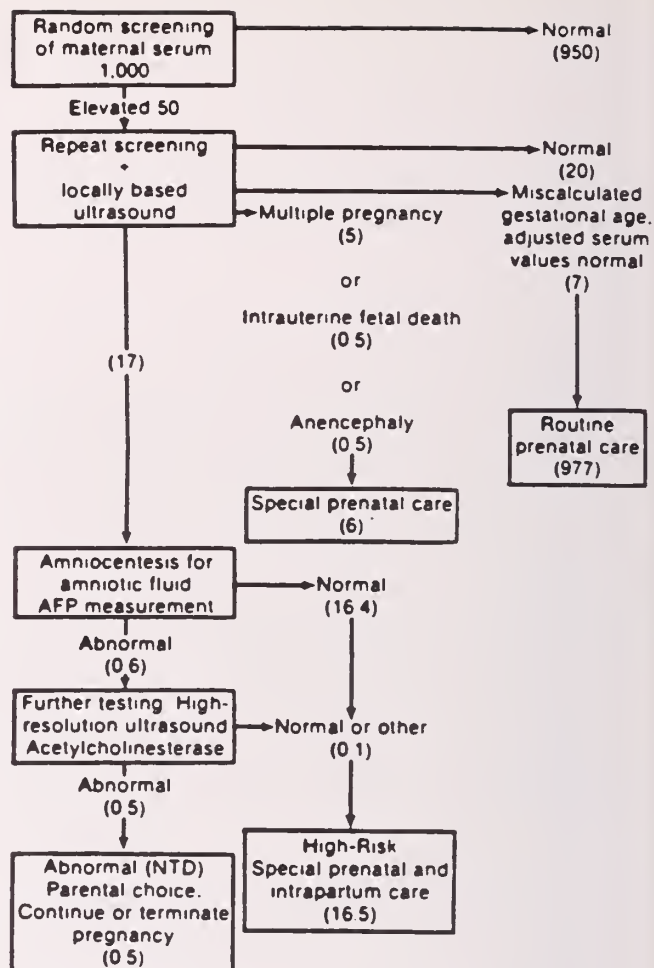 Random screening
of maternal serum
1,000
Normal
(950)
Elevated 50
Repeat screening
+
locally based
ultrasound
Normal
(20)
Miscalculated
gestational age.
adjusted serum
values normal
(7)
Multiple pregnancy
(5)
or
Intrauterine fetal death
(0 5)
or
Anencephaly
(0 5)
(17)
Routine
prenatal care
(977)
Special prenatal care
(6)
Amniocentesis for
amniotic fluid
AFP measurement
Normal
(16 4)
Abnormal
(0 6)
Further testing High-
resolution ultrasound
Acetylcholinesterase
Normal or other
(0 1)
Abnormal
(0 5)
Abnormal (NTD)
Parental choice.
Continue or terminate
pregnancy
(0 5)
High-Risk
Special prenatal and
intrapartum care
(16 5)